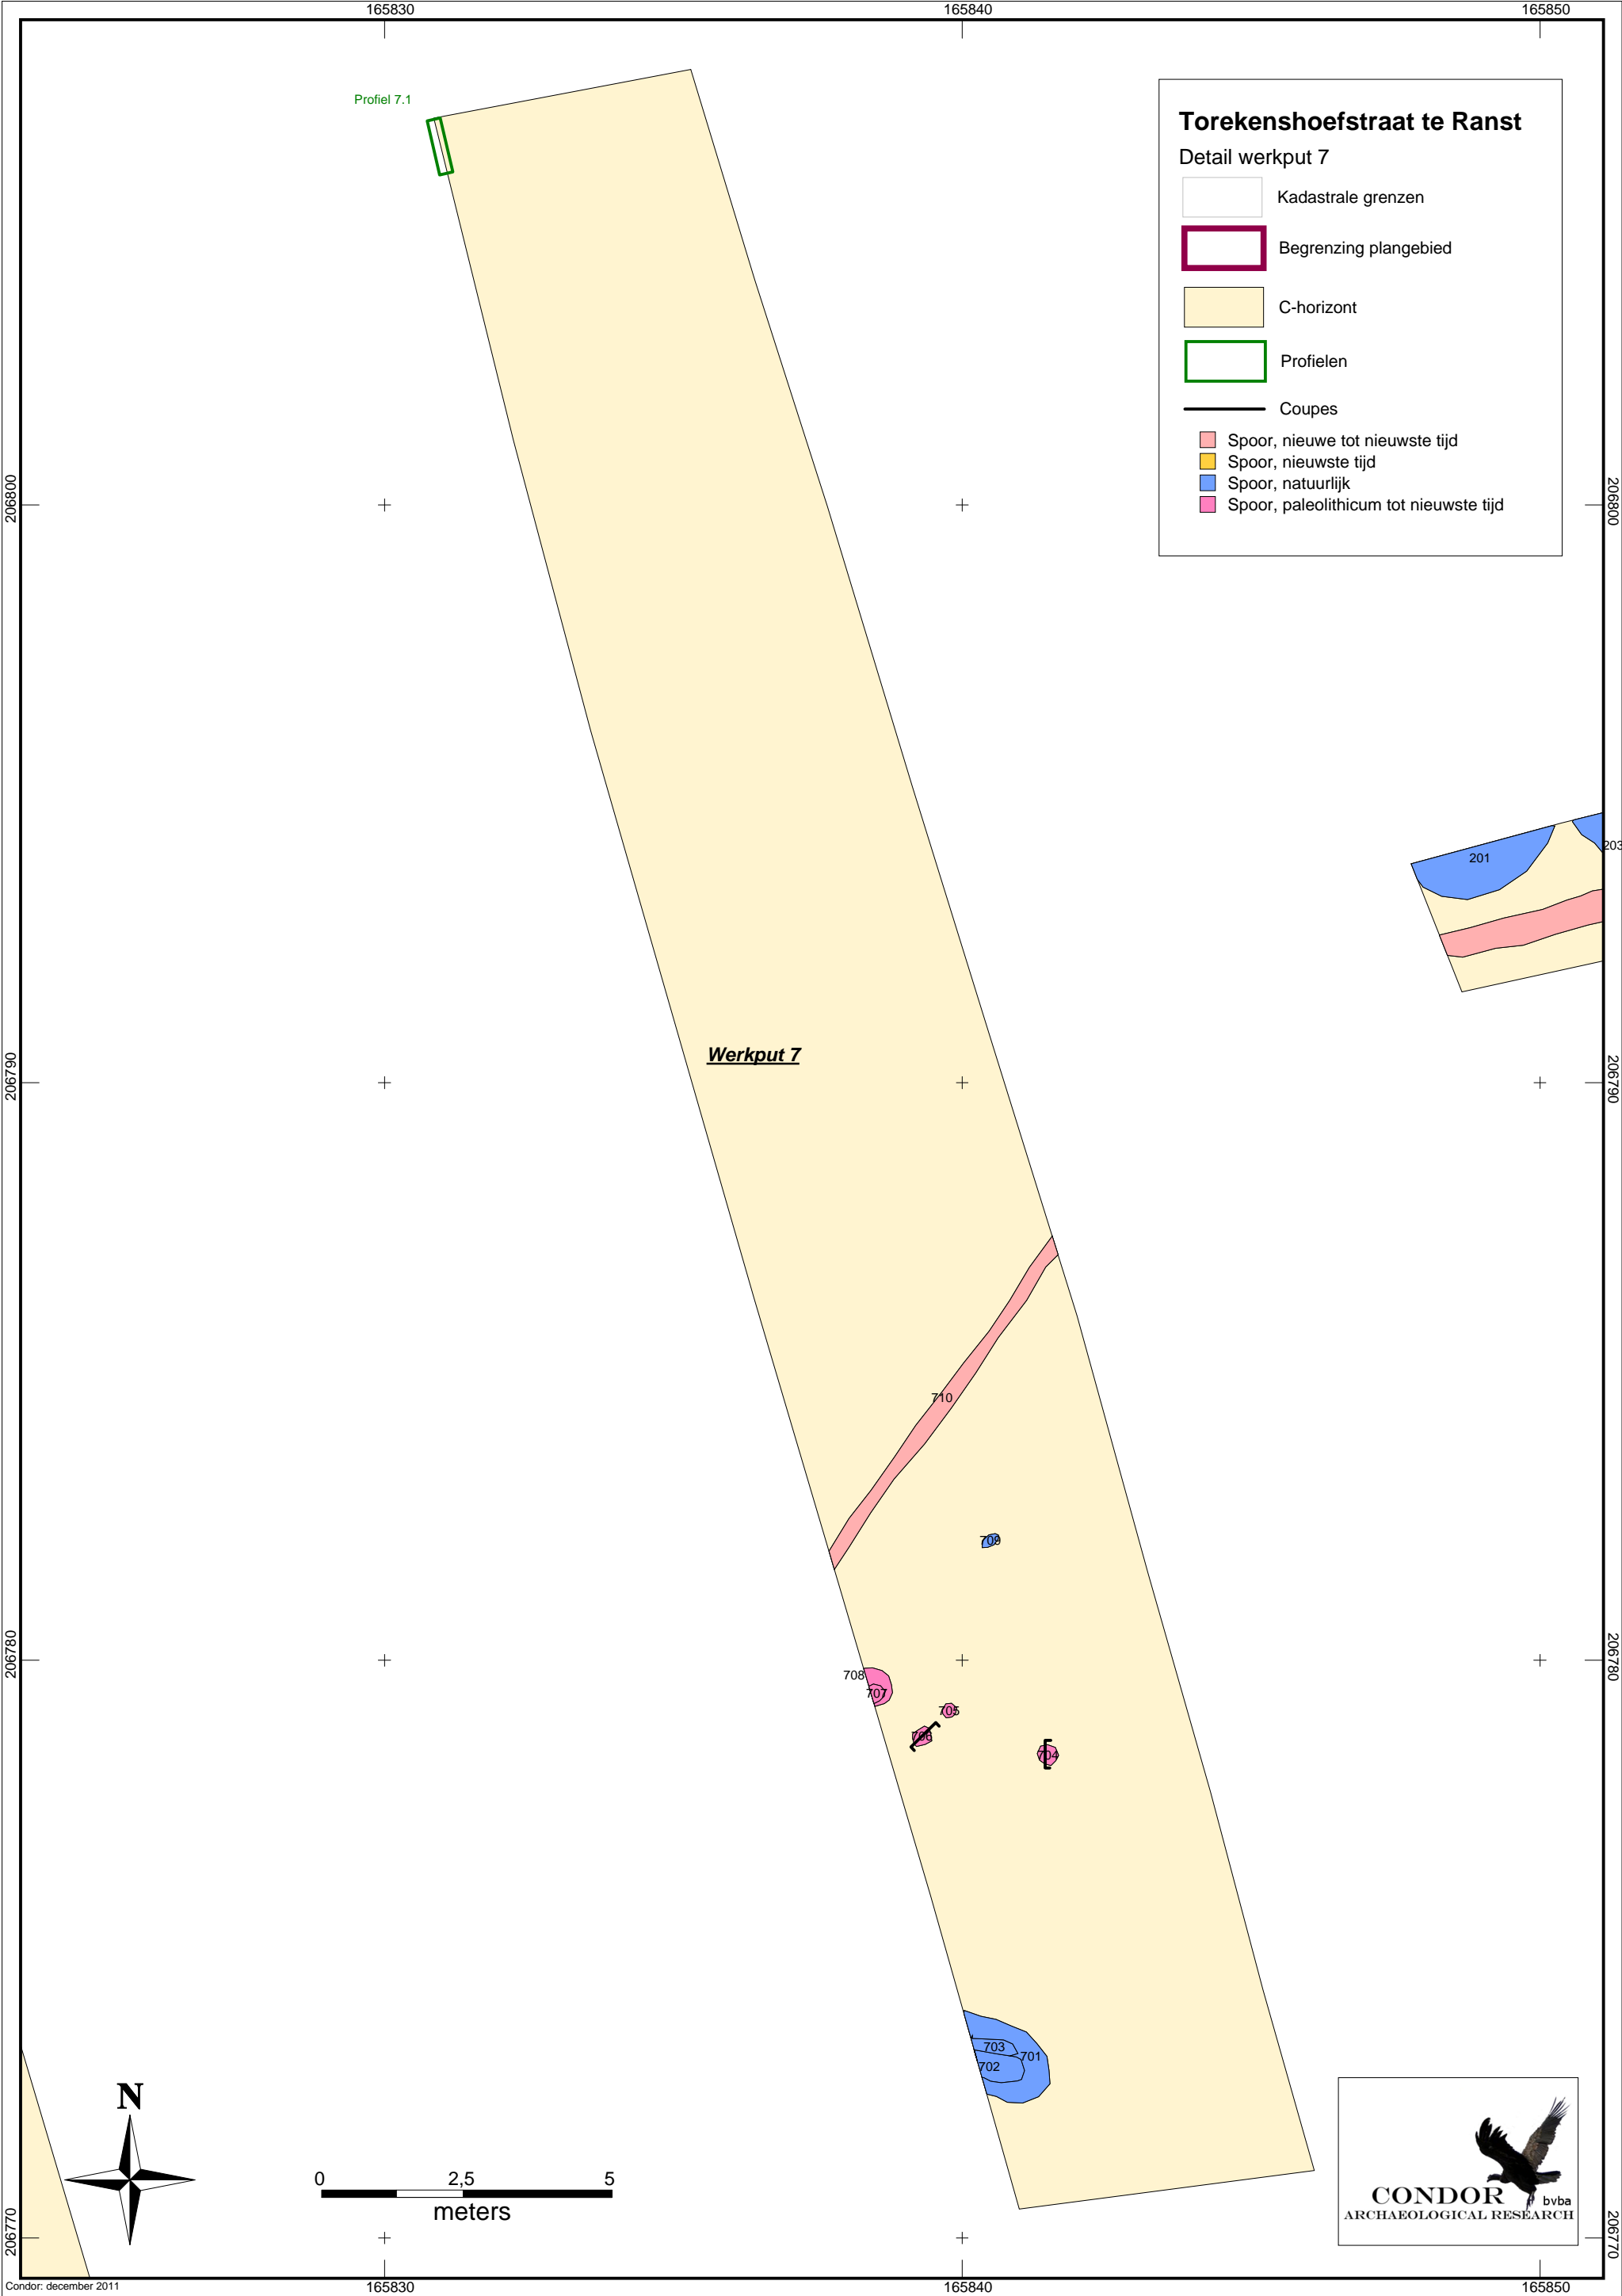 165830
165840
165850
Profiel 7.1
Torekenshoefstraat te Ranst
Detail werkput 7
Kadastrale grenzen
Begrenzing plangebied
C-horizont
Profielen
Coupes
Spoor, nieuwe tot nieuwste tijd
Spoor, nieuwste tijd
Spoor, natuurlijk
Spoor, paleolithicum tot nieuwste tijd
206800
206800
201
203
Werkput 7
206790
206790
710
709
206780
206780
708
707
705
706
704
703
701
702
N
0 2,5 5
meters
CONDOR bvba
ARCHAEOLOGICAL RESEARCH
206770
206770
Condor: december 2011
165830
165840
165850